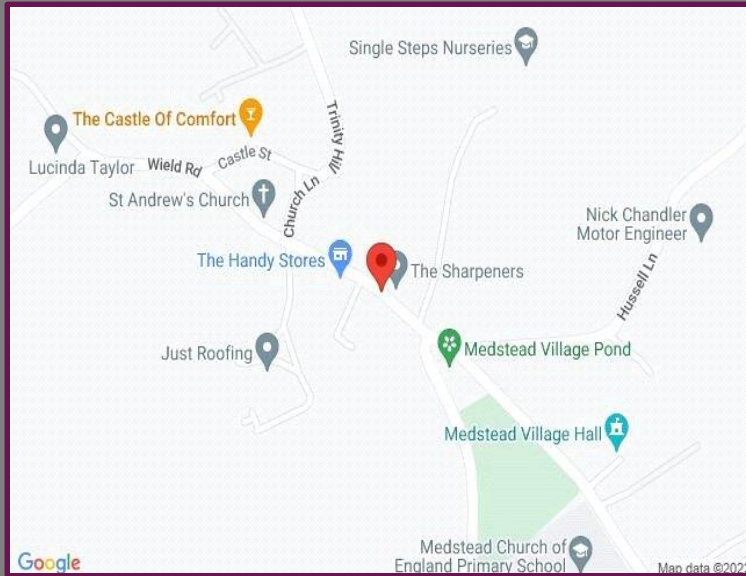 Single Steps Nurseries
The Castle Of Comfort
Trinity Hill
Lucinda Taylor
Wield Rd
Castle St
St Andrew's Church
Church Ln
Nick Chandler
Motor Engineer
The Handy Stores
The Sharpeners
Hussell Ln
Just Roofing
Medstead Village Pond
Medstead Village Hall
Medstead Church of
England Primary School
Google
Map data ©202